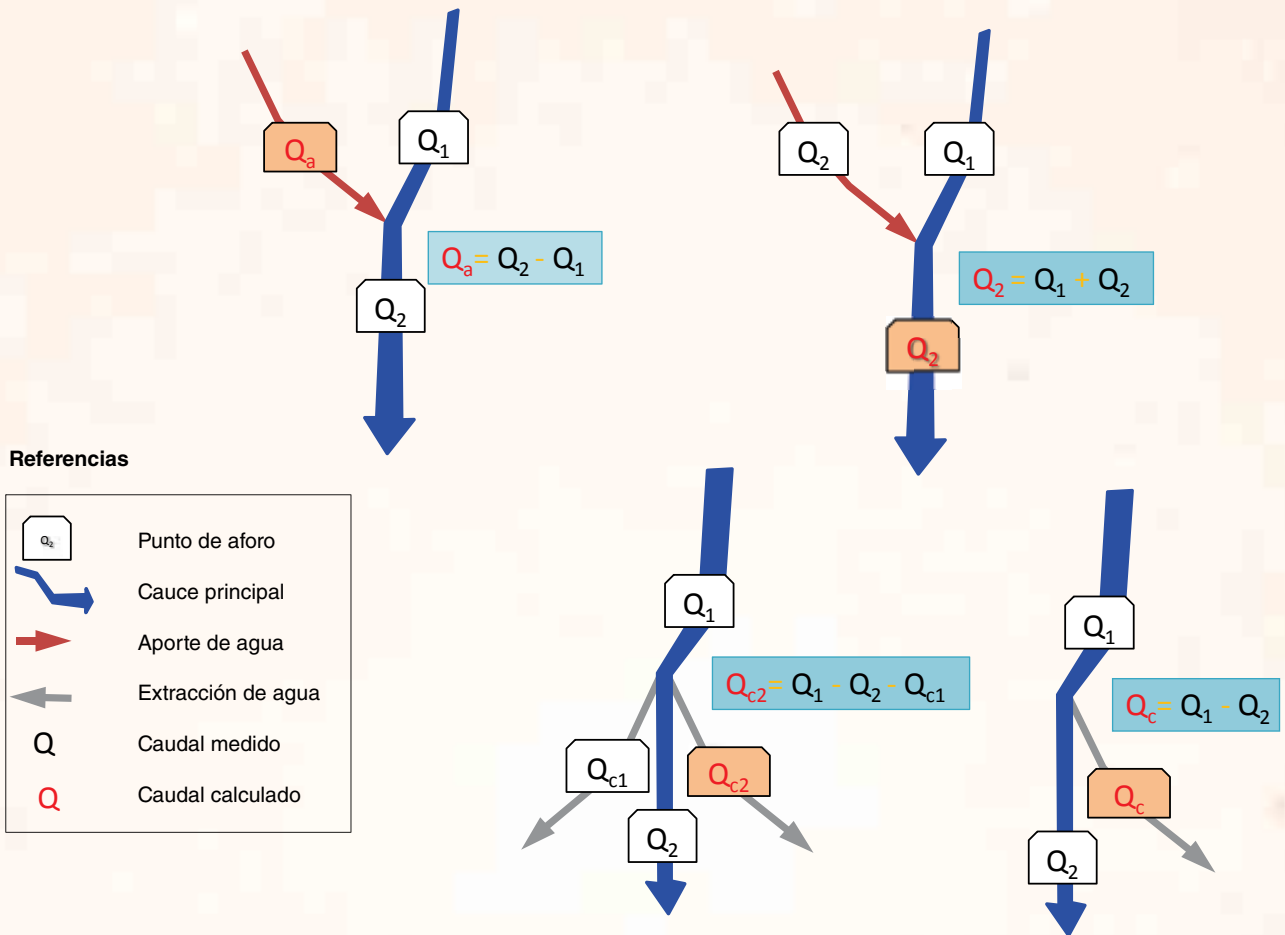 Qa
Q1
Qa = Q2 - Q1
Q2
Q2
Q1
Q2 = Q1 + Q2
Q2
Referencias
Q2
Punto de aforo
Cauce principal
Aporte de agua
Extracción de agua
Q
Caudal medido
Q
Caudal calculado
Q1
Qc2 = Q1 - Q2 - Qc1
Qc1
Qc2
Q2
Q1
Qc = Q1 - Q2
Qc
Q2